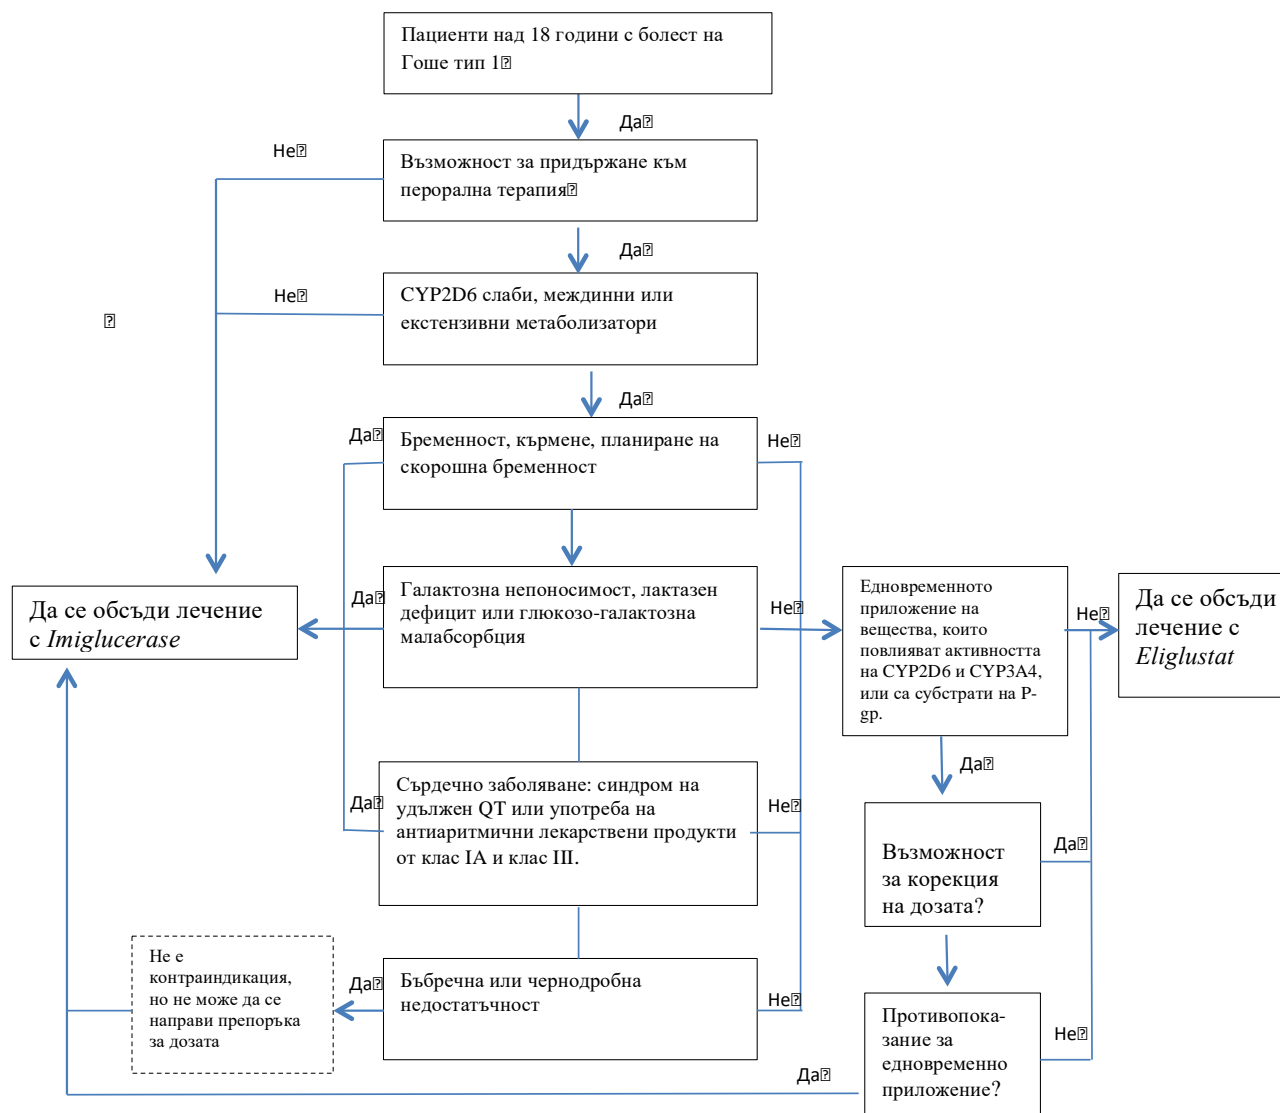 Пациенти над 18 години с болест на
Гоше тип 1
Да
Не
Възможност за придържане към
перорална терапия
Да
Не
CYP2D6 слаби, междинни или
екстензивни метаболизатори
Да
Да
Бременност, кърмене, планиране на
скорошна бременност
Не
Да се обсъди лечение
с Imiglucerase
Да
Галактозна непоносимост, лактазен
дефицит или глюкозо-галактозна
малабсорбция
Не
Едновременното
приложение на
вещества, които
повлияват активността
на CYP2D6 и CYP3A4,
или са субстрати на P-
gp.
Не
Да се обсъди
лечение с
Eliglustat
Да
Да
Сърдечно заболяване: синдром на
удължен QT или употреба на
антиаритмични лекарствени продукти
от клас IA и клас III.
Не
Възможност
за корекция
на дозата?
Да
Не е
контраиндикация,
но не може да се
направи препоръка
за дозата
Да
Бъбречна или чернодробна
недостатъчност
Не
Противопока-
зание за
едновременно
приложение?
Не
Да